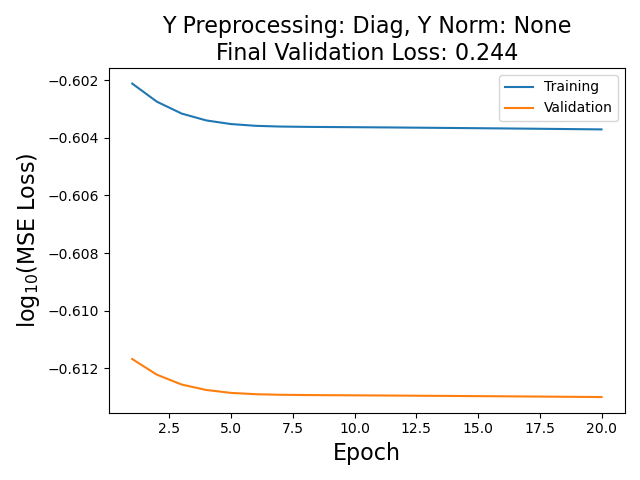 Y Preprocessing: Diag, Y Norm: None
Final Validation Loss: 0.244
Training
Validation
−0.602
−0.604
−0.606
−0.608
−0.610
−0.612
log₁₀(MSE Loss)
2.5 5.0 7.5 10.0 12.5 15.0 17.5 20.0
Epoch